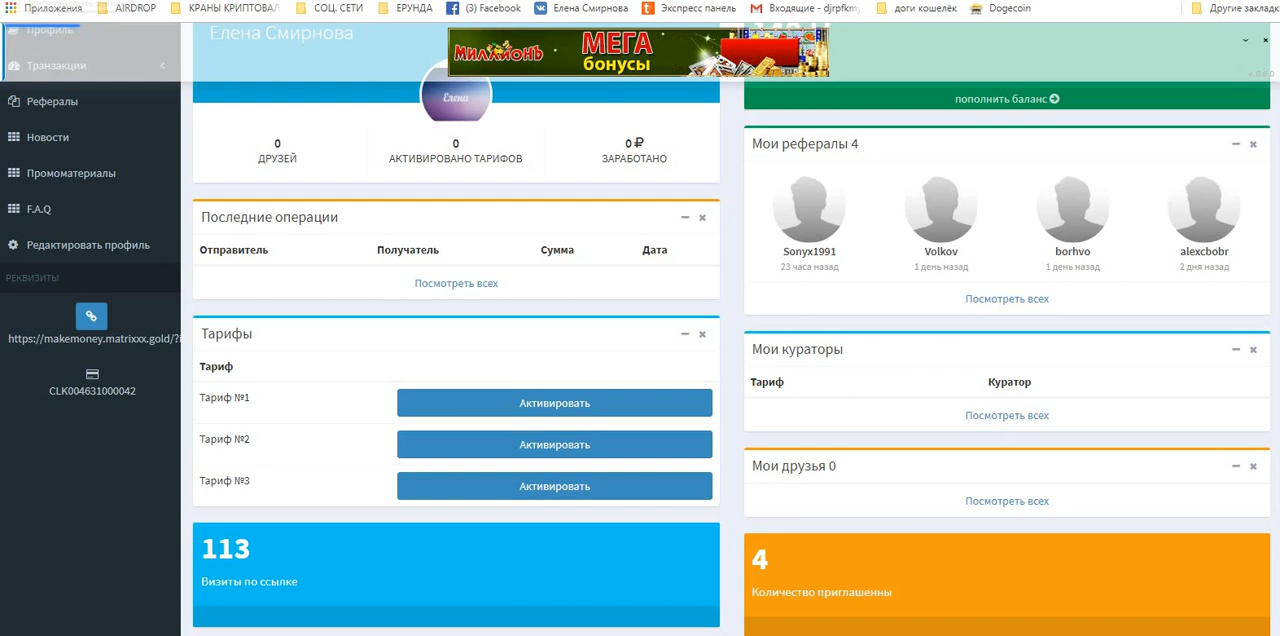 Приложения AIRDROP КРАНЫ КРИПТОВАЛ СОЦ. СЕТИ ЕРУНДА (3) Facebook Елена Смирнова Экспресс панель Входящие - djrpfkmy доги кошелёк Dogecoin Другие закладк
Профиль
Транзакции
Рефералы
Новости
Промоматериалы
F.A.Q
Редактировать профиль
РЕКВИЗИТЫ
https://makemoney.matrixxx.gold/?i
CLK004631000042
Елена Смирнова
МИЛЛИОНЪ
МЕГА
бонусы
Елена
0
ДРУЗЕЙ
0
АКТИВИРОВАНО ТАРИФОВ
0 ₽
ЗАРАБОТАНО
Последние операции
Отправитель Получатель Сумма Дата
Посмотреть всех
Тарифы
Тариф
Тариф №1 Активировать
Тариф №2 Активировать
Тариф №3 Активировать
113
Визиты по ссылке
пополнить баланс
Мои рефералы 4
Sonyx1991 Volkov borhvo alexcbobr
23 часа назад 1 день назад 1 день назад 2 дня назад
Посмотреть всех
Мои кураторы
Тариф Куратор
Посмотреть всех
Мои друзья 0
Посмотреть всех
4
Количество приглашенны